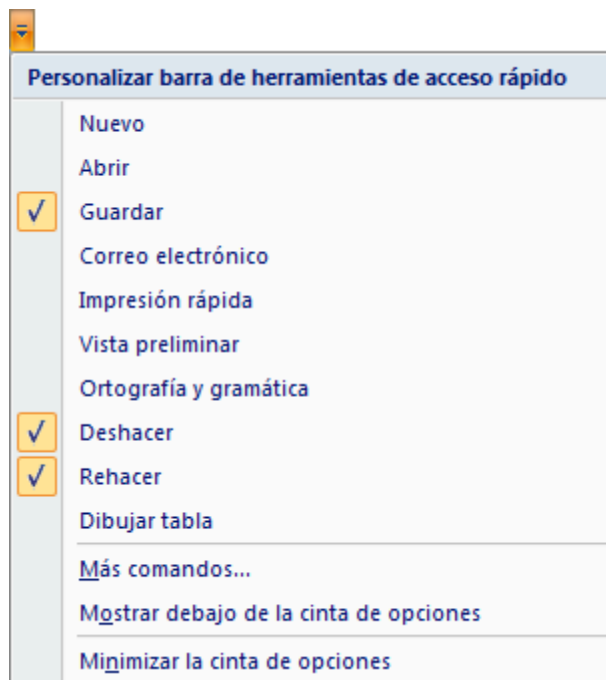 Personalizar barra de herramientas de acceso rápido
Nuevo
Abrir
Guardar
Correo electrónico
Impresión rápida
Vista preliminar
Ortografía y gramática
Deshacer
Rehacer
Dibujar tabla
Más comandos...
Mostrar debajo de la cinta de opciones
Minimizar la cinta de opciones